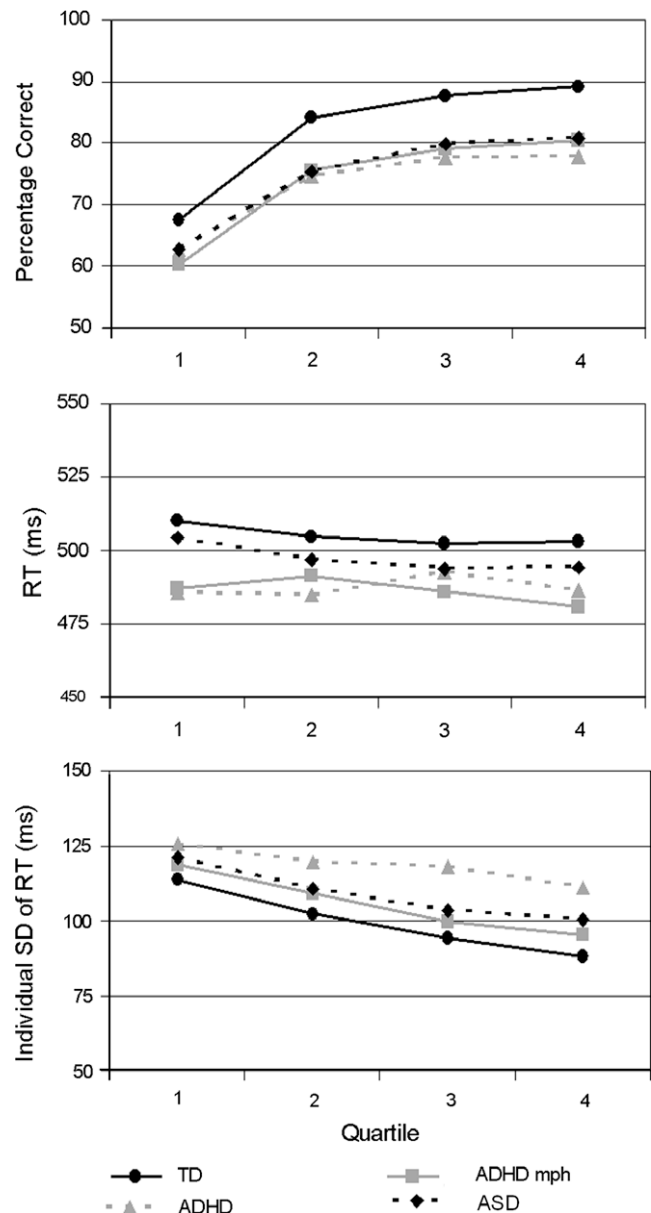 100
90
80
70
60
50
Percentage Correct
1 2 3 4
550
525
500
475
450
RT (ms)
1 2 3 4
150
125
100
75
50
Individual SD of RT (ms)
1 2 3 4
Quartile
TD ADHD mph
ADHD ASD